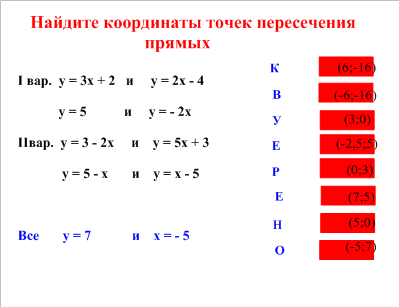 Найдите координаты точек пересечения
прямых
I вар. y = 3x + 2 и y = 2x - 4
y = 5 и y = - 2x
IIвар. y = 3 - 2x и y = 5x + 3
y = 5 - x и y = x - 5
Все y = 7 и x = - 5
К (6;-16)
В (-6;-16)
У (3;0)
Е (-2,5;5)
Р (0;3)
Е (7;5)
Н (5;0)
О (-5;7)